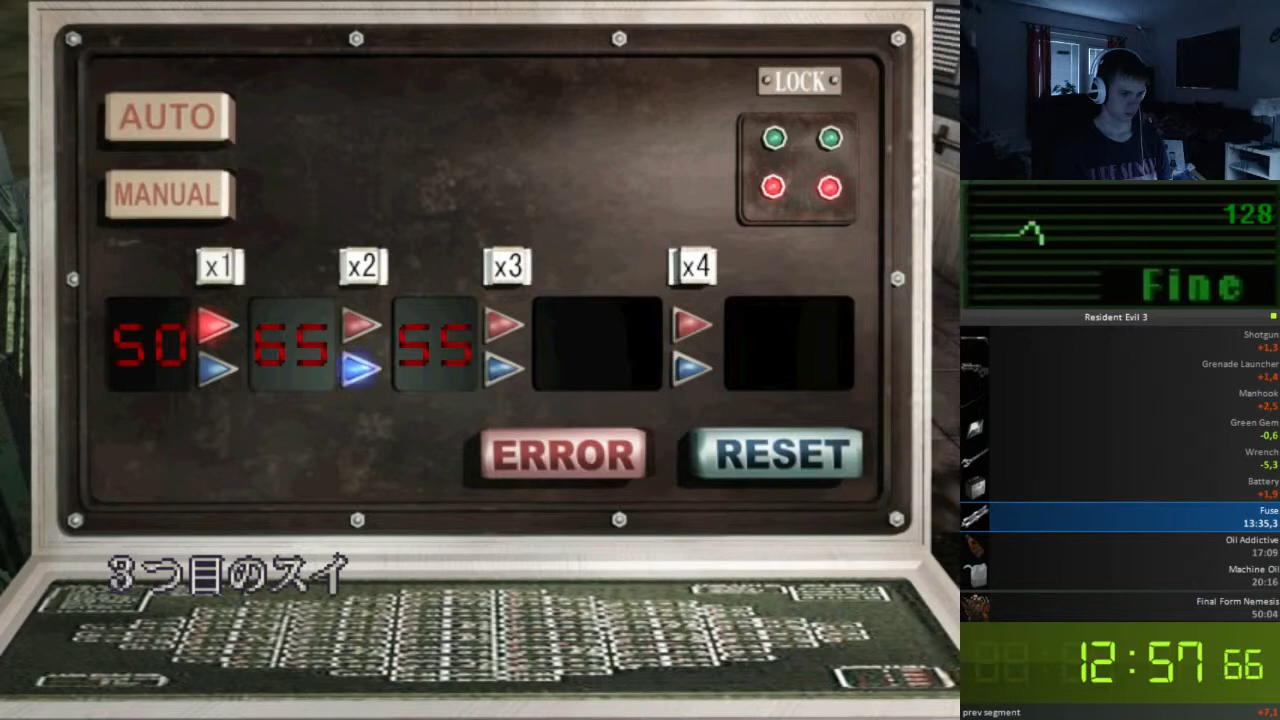 LOCK
AUTO
MANUAL
x1
x2
x3
x4
50
65
55
ERROR
RESET
3つ目のスイ
128
Fine
Resident Evil 3
Shotgun
+1,3
Grenade Launcher
+1,4
Manhook
+2,5
Green Gem
-0,6
Wrench
-5,3
Battery
+1,9
Fuse
13:35,3
Oil Addictive
17:09
Machine Oil
20:16
Final Form Nemesis
50:04
12:57 66
prev segment +7,1